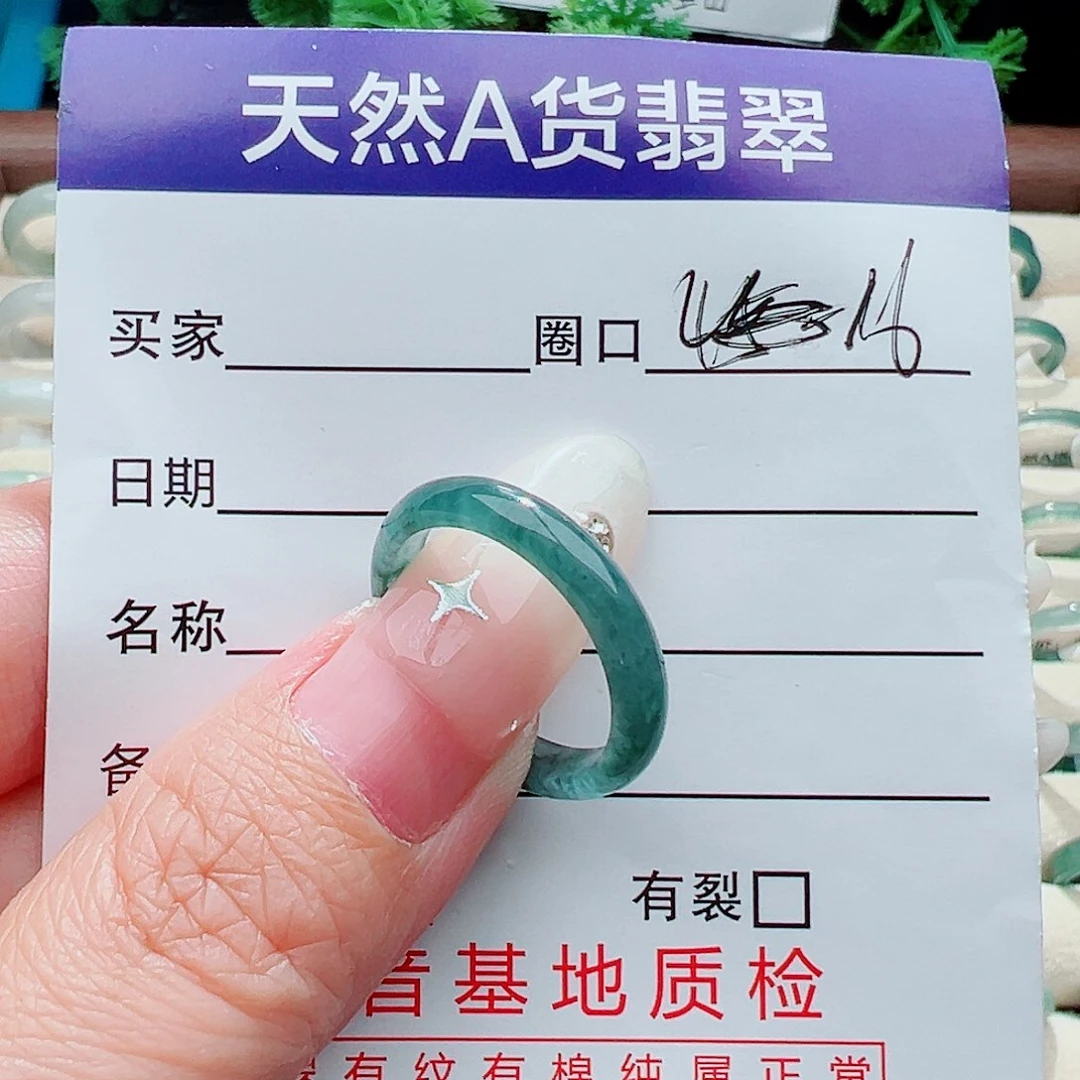 天然A货翡翠
买家 圈口
日期
名称
备
有裂
音基地质检
有纹有棉纯属正常